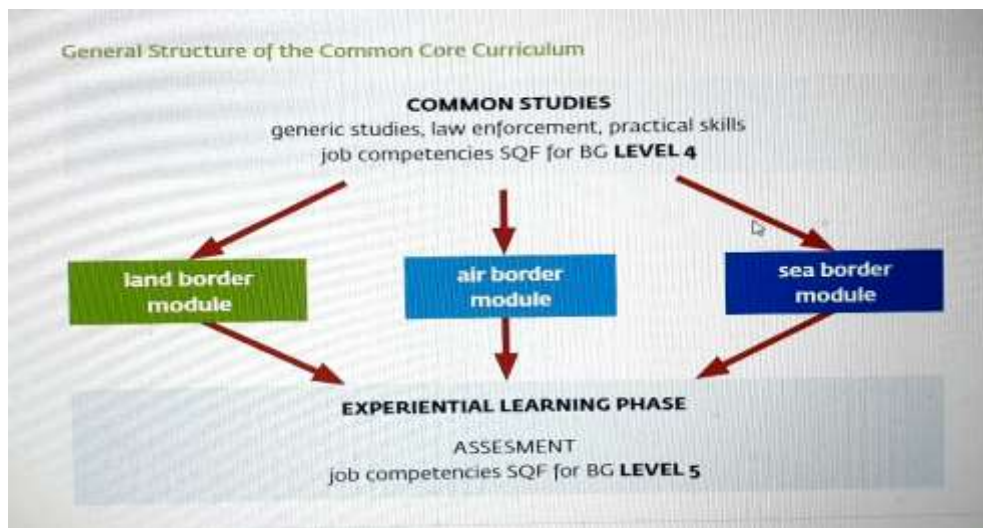 General Structure of the Common Core Curriculum
COMMON STUDIES
generic studies, law enforcement, practical skills
job competencies SQF for BG LEVEL 4
land border
module
air border
module
sea border
module
EXPERIENTIAL LEARNING PHASE
ASSESMENT
job competencies SQF for BG LEVEL 5